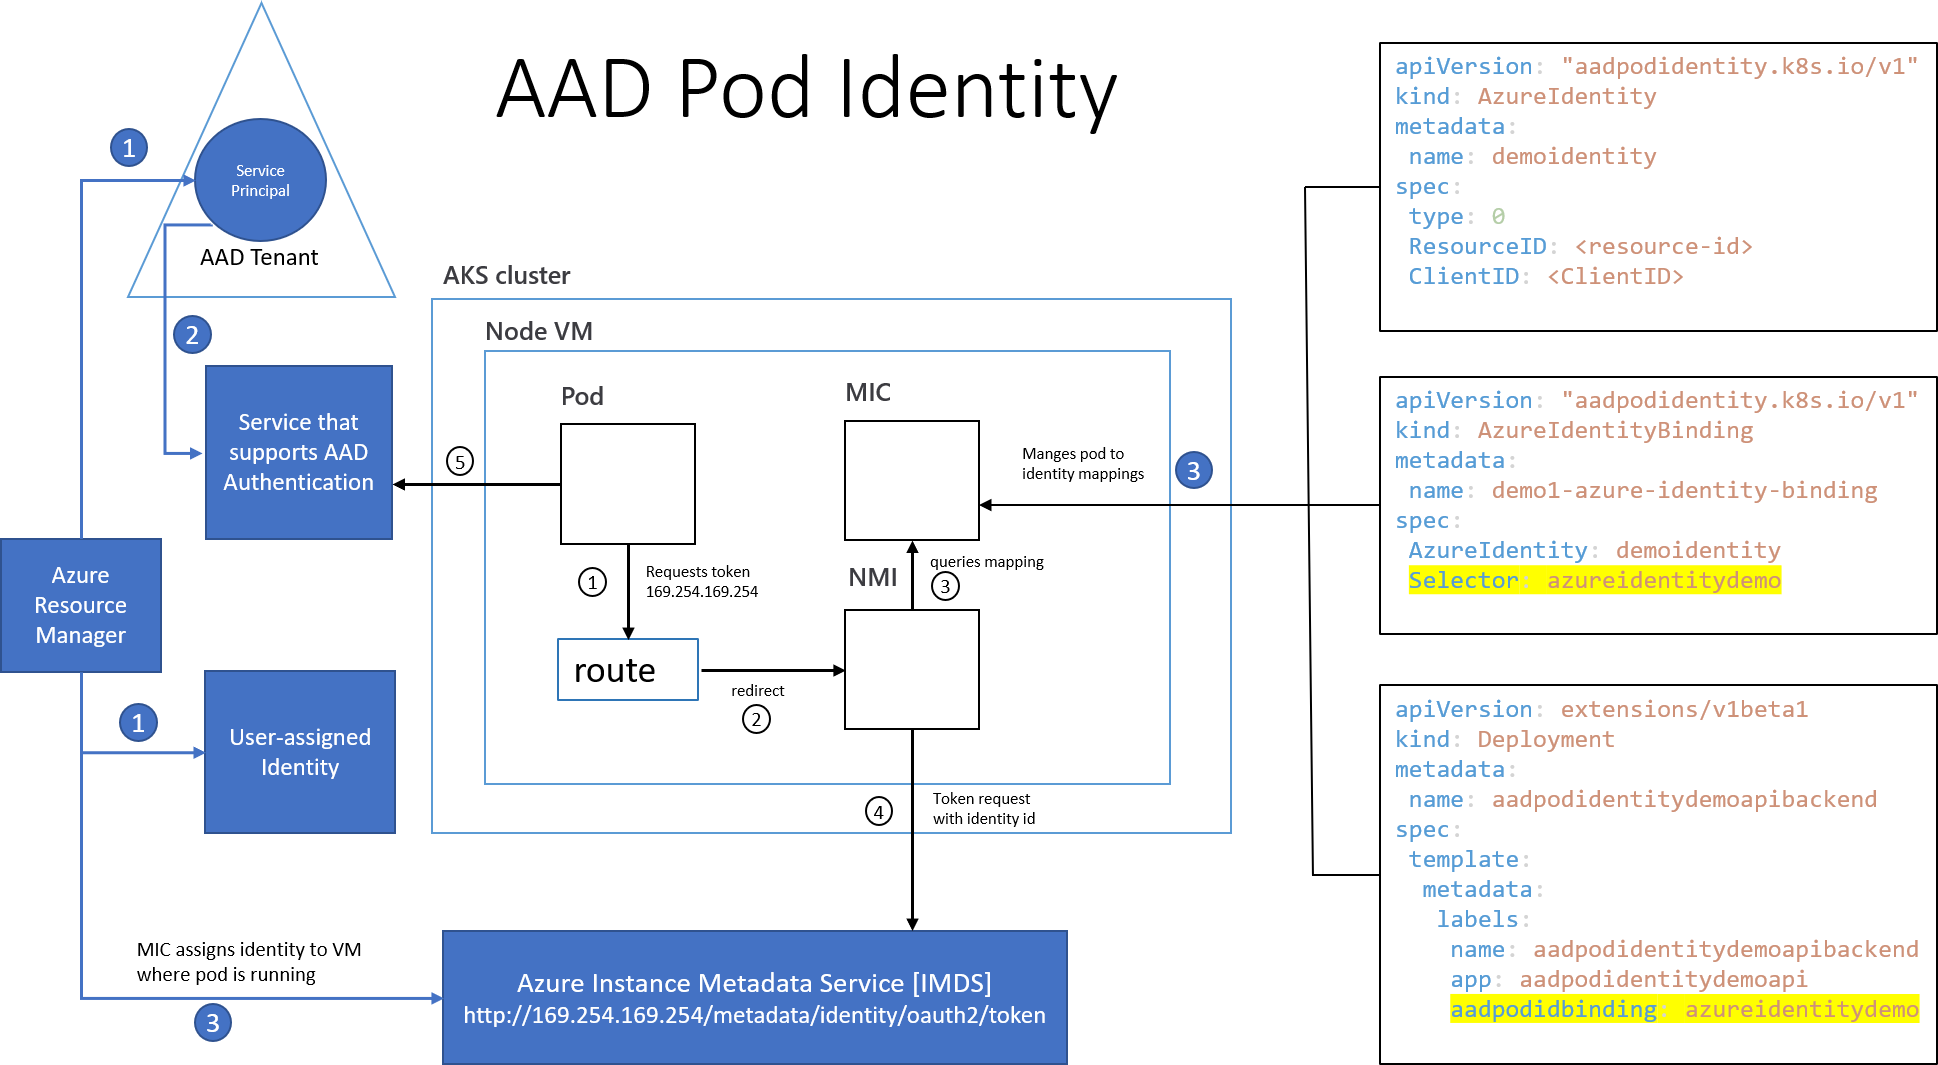 AAD Pod Identity
1
Service
Principal
AAD Tenant
2
Service that
supports AAD
Authentication
Azure
Resource
Manager
1
User-assigned
Identity
MIC assigns identity to VM
where pod is running
3
AKS cluster
Node VM
Pod
MIC
5
Manges pod to
identity mappings
3
1
Requests token
169.254.169.254
NMI
queries mapping
3
route
redirect
2
4
Token request
with identity id
Azure Instance Metadata Service [IMDS]
http://169.254.169.254/metadata/identity/oauth2/token
apiVersion: "aadpodidentity.k8s.io/v1"
kind: AzureIdentity
metadata:
name: demoidentity
spec:
type: 0
ResourceID: <resource-id>
ClientID: <ClientID>
apiVersion: "aadpodidentity.k8s.io/v1"
kind: AzureIdentityBinding
metadata:
name: demo1-azure-identity-binding
spec:
AzureIdentity: demoidentity
Selector: azureidentitydemo
apiVersion: extensions/v1beta1
kind: Deployment
metadata:
name: aadpodidentitydemoapibackend
spec:
template:
metadata:
labels:
name: aadpodidentitydemoapibackend
app: aadpodidentitydemoapi
aadpodidbinding: azureidentitydemo